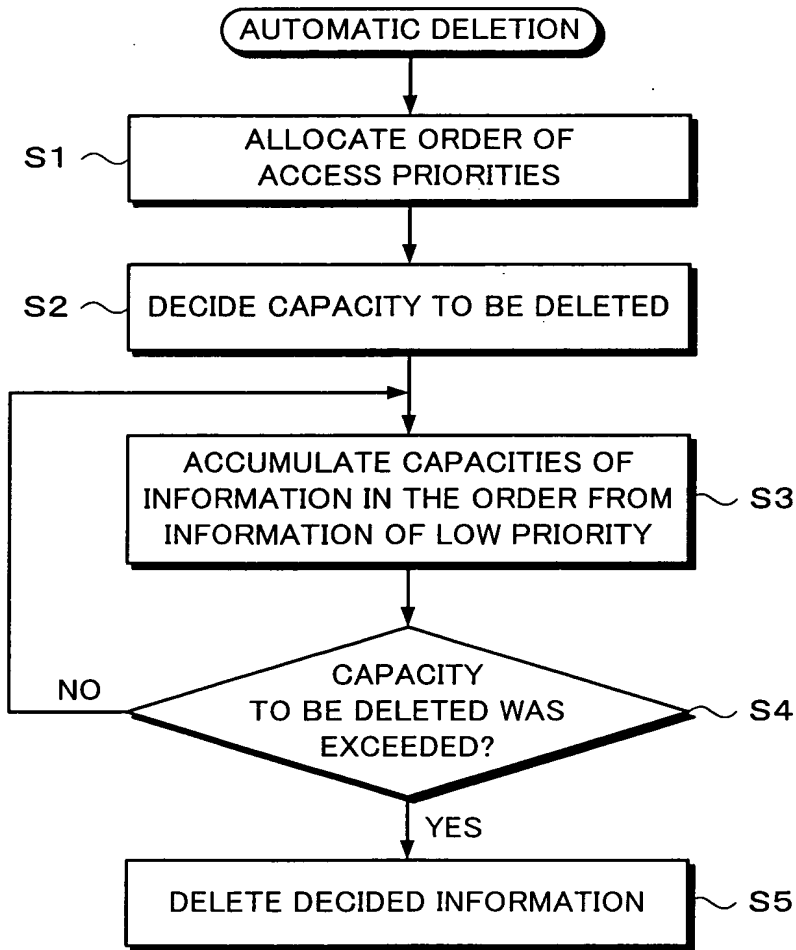 AUTOMATIC DELETION
S1
ALLOCATE ORDER OF
ACCESS PRIORITIES
S2
DECIDE CAPACITY TO BE DELETED
ACCUMULATE CAPACITIES OF
INFORMATION IN THE ORDER FROM
INFORMATION OF LOW PRIORITY
S3
CAPACITY
TO BE DELETED WAS
EXCEEDED?
S4
NO
YES
DELETE DECIDED INFORMATION
S5